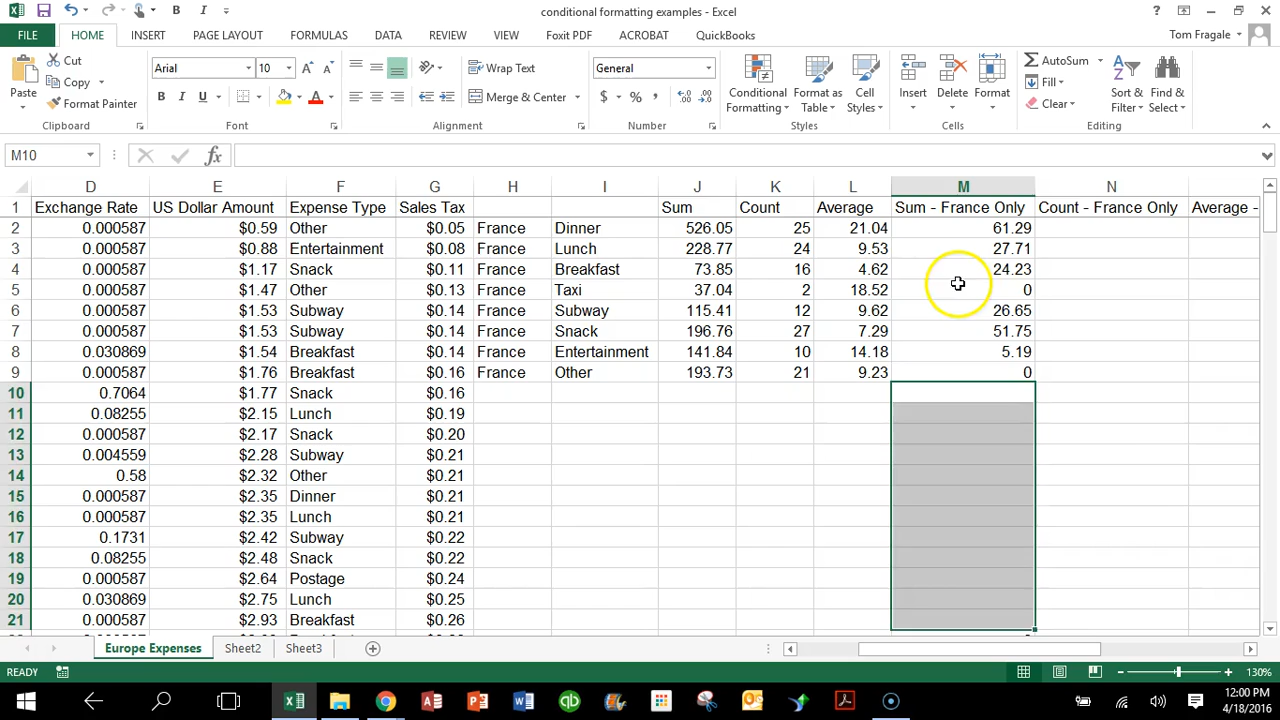 conditional formatting examples - Excel
FILE HOME INSERT PAGE LAYOUT FORMULAS DATA REVIEW VIEW Foxit PDF ACROBAT QuickBooks Tom Fragale
Paste Cut Copy Format Painter Clipboard
Arial 10 B I U A Font
Wrap Text Merge & Center Alignment
General $ % , Number
Conditional Formatting Format as Table Cell Styles Styles
Insert Delete Format Cells
AutoSum Fill Clear Sort & Filter Find & Select Editing
M10 fx
D E F G H I J K L M N
1 Exchange Rate US Dollar Amount Expense Type Sales Tax Sum Count Average Sum - France Only Count - France Only Average -
2 0.000587 $0.59 Other $0.05 France Dinner 526.05 25 21.04 61.29
3 0.000587 $0.88 Entertainment $0.08 France Lunch 228.77 24 9.53 27.71
4 0.000587 $1.17 Snack $0.11 France Breakfast 73.85 16 4.62 24.23
5 0.000587 $1.47 Other $0.13 France Taxi 37.04 2 18.52 0
6 0.000587 $1.53 Subway $0.14 France Subway 115.41 12 9.62 26.65
7 0.000587 $1.53 Subway $0.14 France Snack 196.76 27 7.29 51.75
8 0.030869 $1.54 Breakfast $0.14 France Entertainment 141.84 10 14.18 5.19
9 0.000587 $1.76 Breakfast $0.16 France Other 193.73 21 9.23 0
10 0.7064 $1.77 Snack $0.16
11 0.08255 $2.15 Lunch $0.19
12 0.000587 $2.17 Snack $0.20
13 0.004559 $2.28 Subway $0.21
14 0.58 $2.32 Other $0.21
15 0.000587 $2.35 Dinner $0.21
16 0.000587 $2.35 Lunch $0.21
17 0.1731 $2.42 Subway $0.22
18 0.08255 $2.48 Snack $0.22
19 0.000587 $2.64 Postage $0.24
20 0.030869 $2.75 Lunch $0.25
21 0.000587 $2.93 Breakfast $0.26
Europe Expenses Sheet2 Sheet3
READY 130%
12:00 PM
4/18/2016